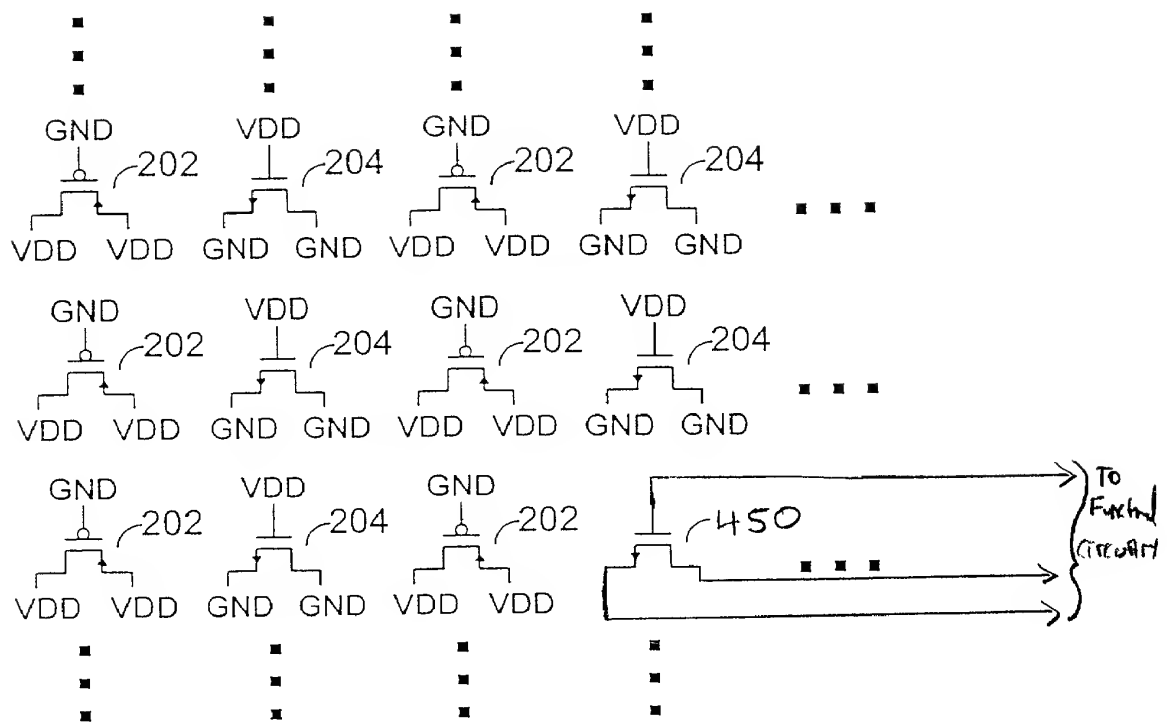 GND VDD GND VDD
202 204 202 204
VDD VDD GND GND VDD VDD GND GND
GND VDD GND VDD
202 204 202 204
VDD VDD GND GND VDD VDD GND GND
GND VDD GND
202 204 202 450
VDD VDD GND GND VDD VDD
TO